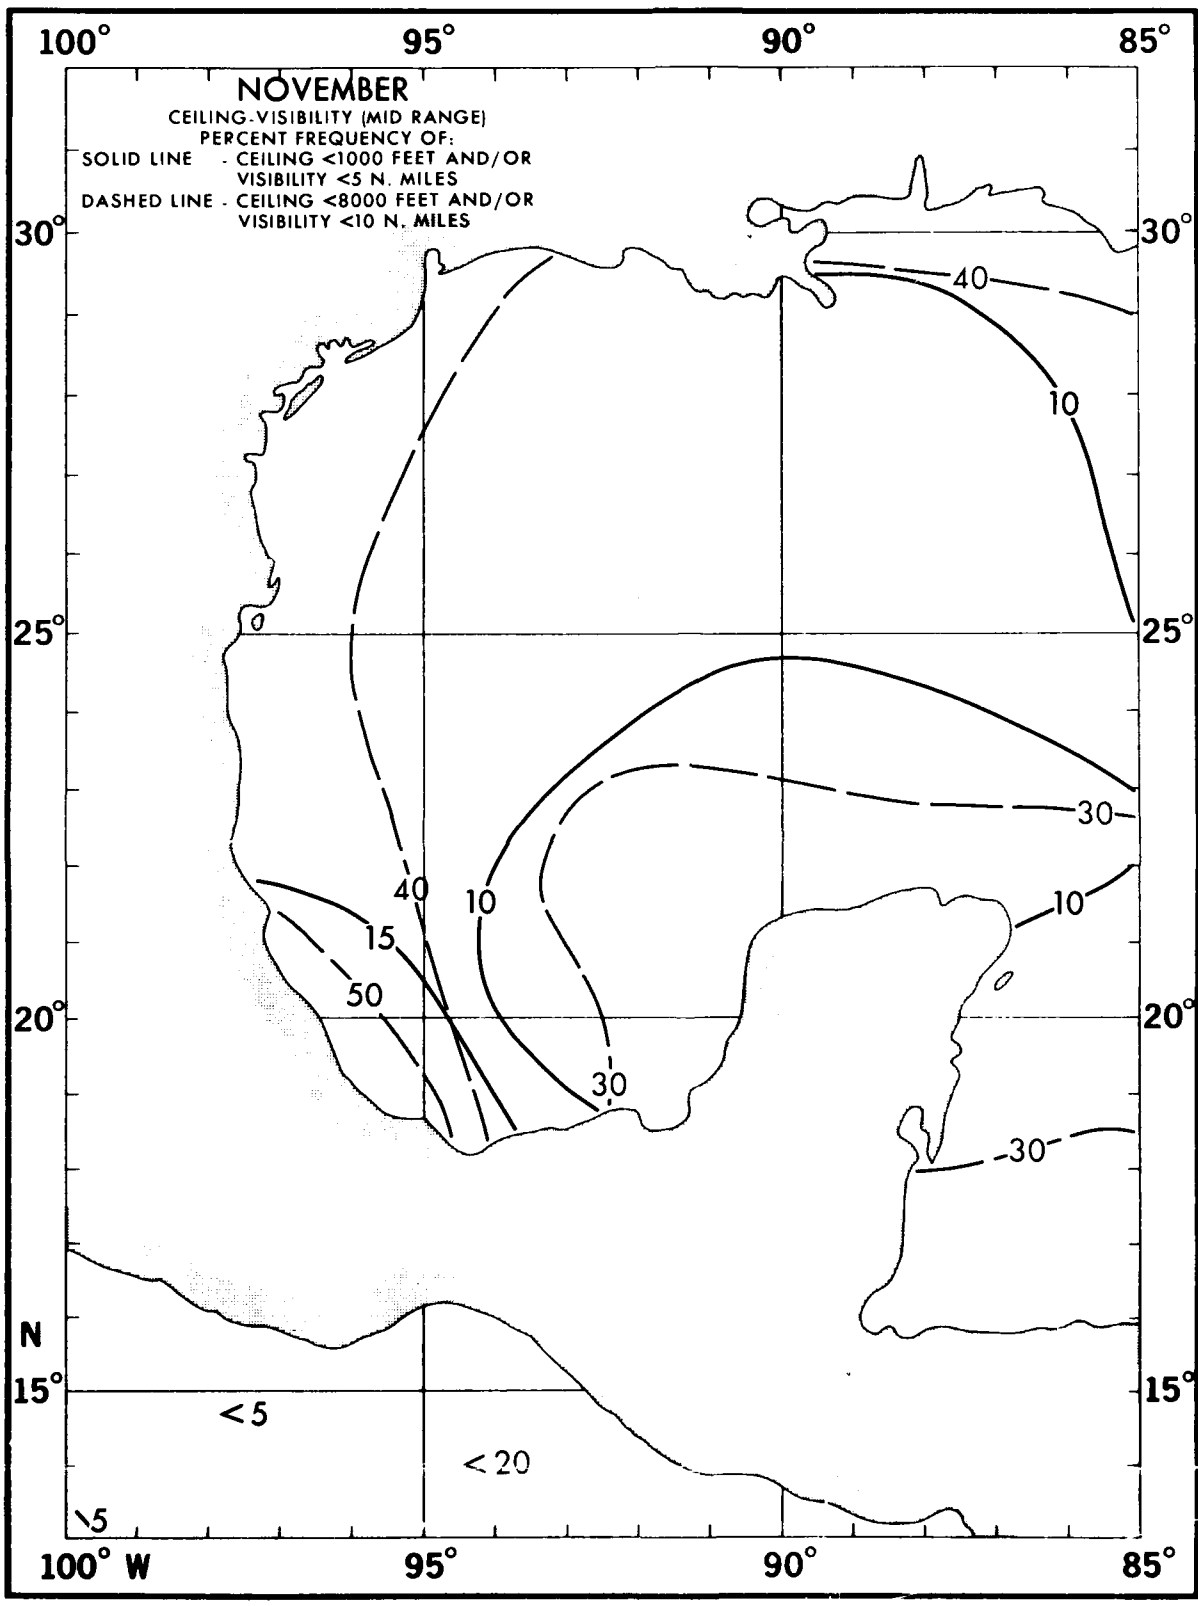 100° 95° 90° 85°
NOVEMBER
CEILING-VISIBILITY (MID RANGE)
PERCENT FREQUENCY OF:
SOLID LINE - CEILING <1000 FEET AND/OR
VISIBILITY <5 N. MILES
DASHED LINE - CEILING <8000 FEET AND/OR
VISIBILITY <10 N. MILES
30° 30°
40
10
25° 25°
30
40 10 10
15
50
20° 20°
30
30
N
15° 15°
<5
<20
5
100° W 95° 90° 85°